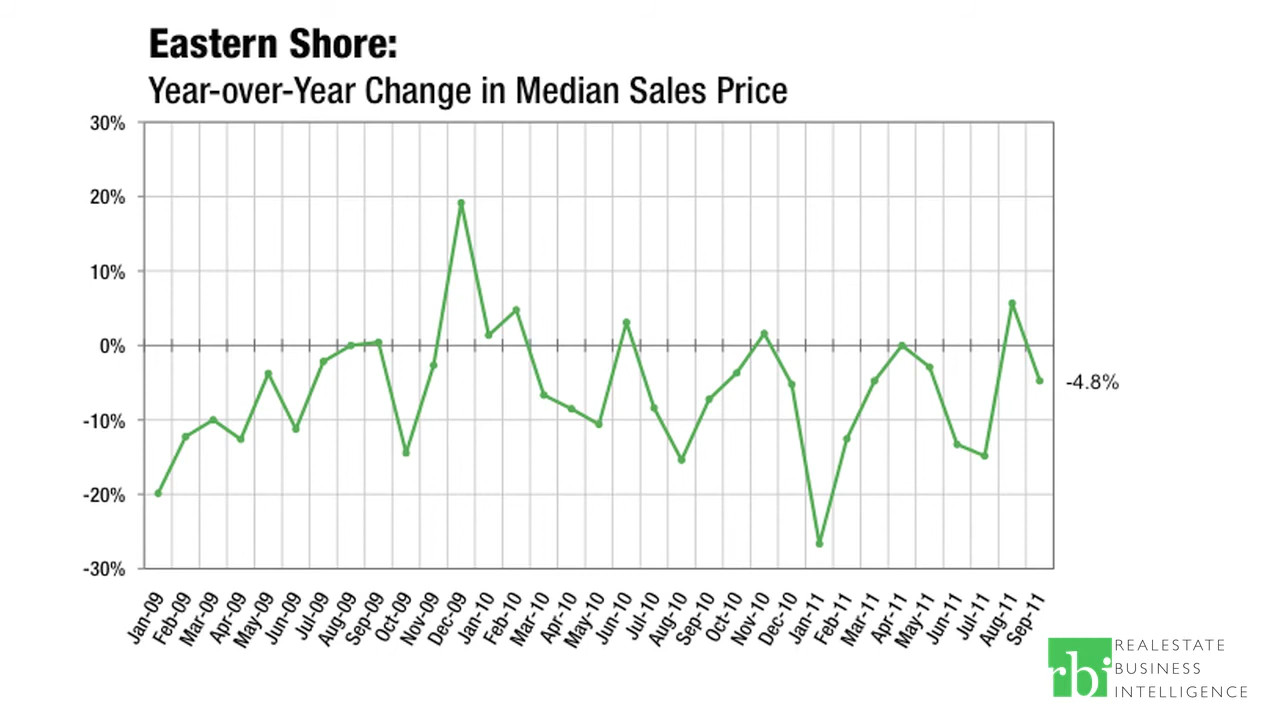 Eastern Shore:
Year-over-Year Change in Median Sales Price
30%
20%
10%
0%
-10%
-20%
-30%
-4.8%
Jan-09
Feb-09
Mar-09
Apr-09
May-09
Jun-09
Jul-09
Aug-09
Sep-09
Oct-09
Nov-09
Dec-09
Jan-10
Feb-10
Mar-10
Apr-10
May-10
Jun-10
Jul-10
Aug-10
Sep-10
Oct-10
Nov-10
Dec-10
Jan-11
Feb-11
Mar-11
Apr-11
May-11
Jun-11
Jul-11
Aug-11
Sep-11
rbi
REALESTATE
BUSINESS
INTELLIGENCE